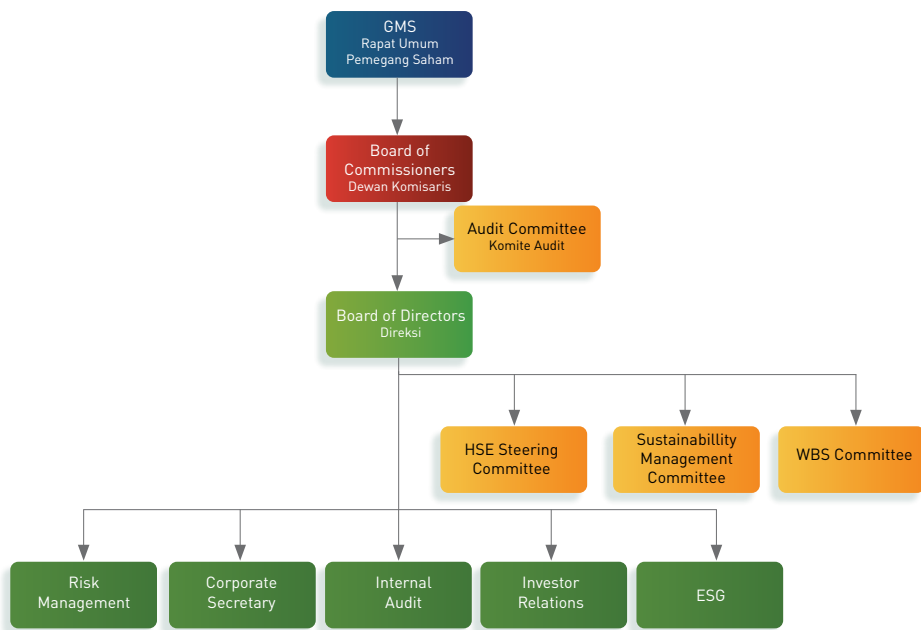 GMS
Rapat Umum
Pemegang Saham
Board of
Commissioners
Dewan Komisaris
Audit Committee
Komite Audit
Board of Directors
Direksi
HSE Steering
Committee
Sustainabillity
Management
Committee
WBS Committee
Risk
Management
Corporate
Secretary
Internal
Audit
Investor
Relations
ESG